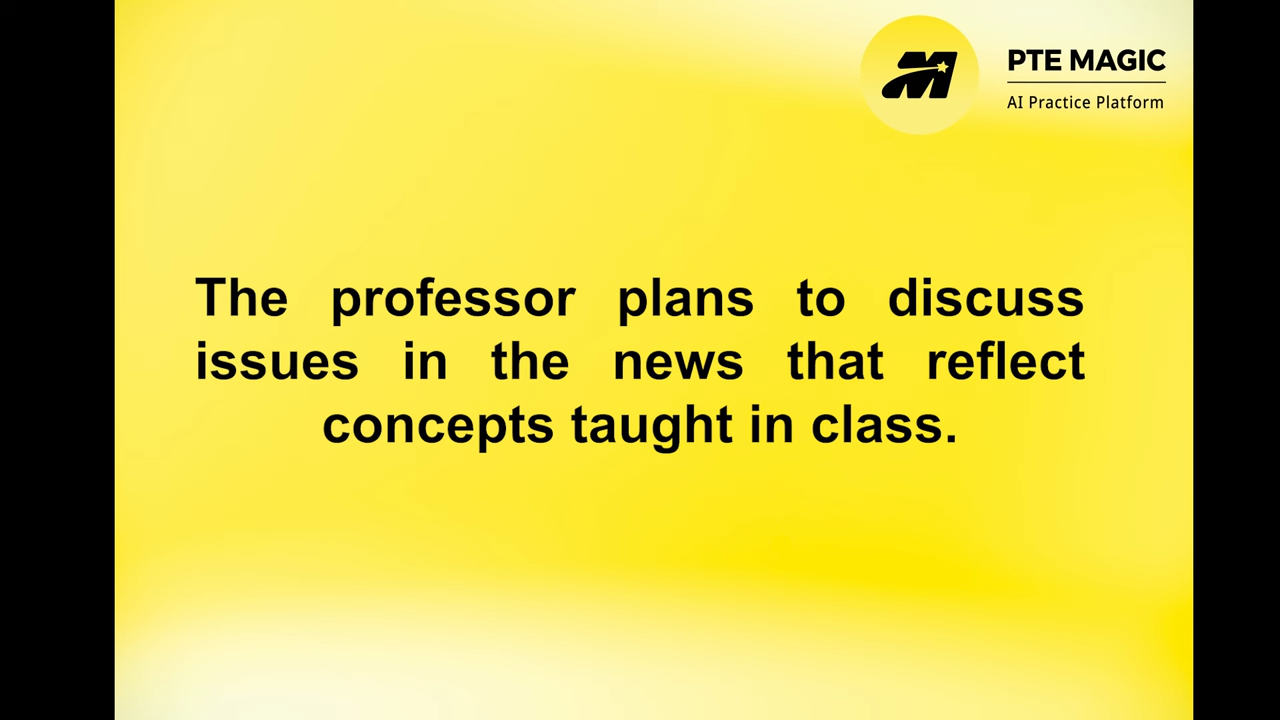 PTE MAGIC
AI Practice Platform
The professor plans to discuss
issues in the news that reflect
concepts taught in class.